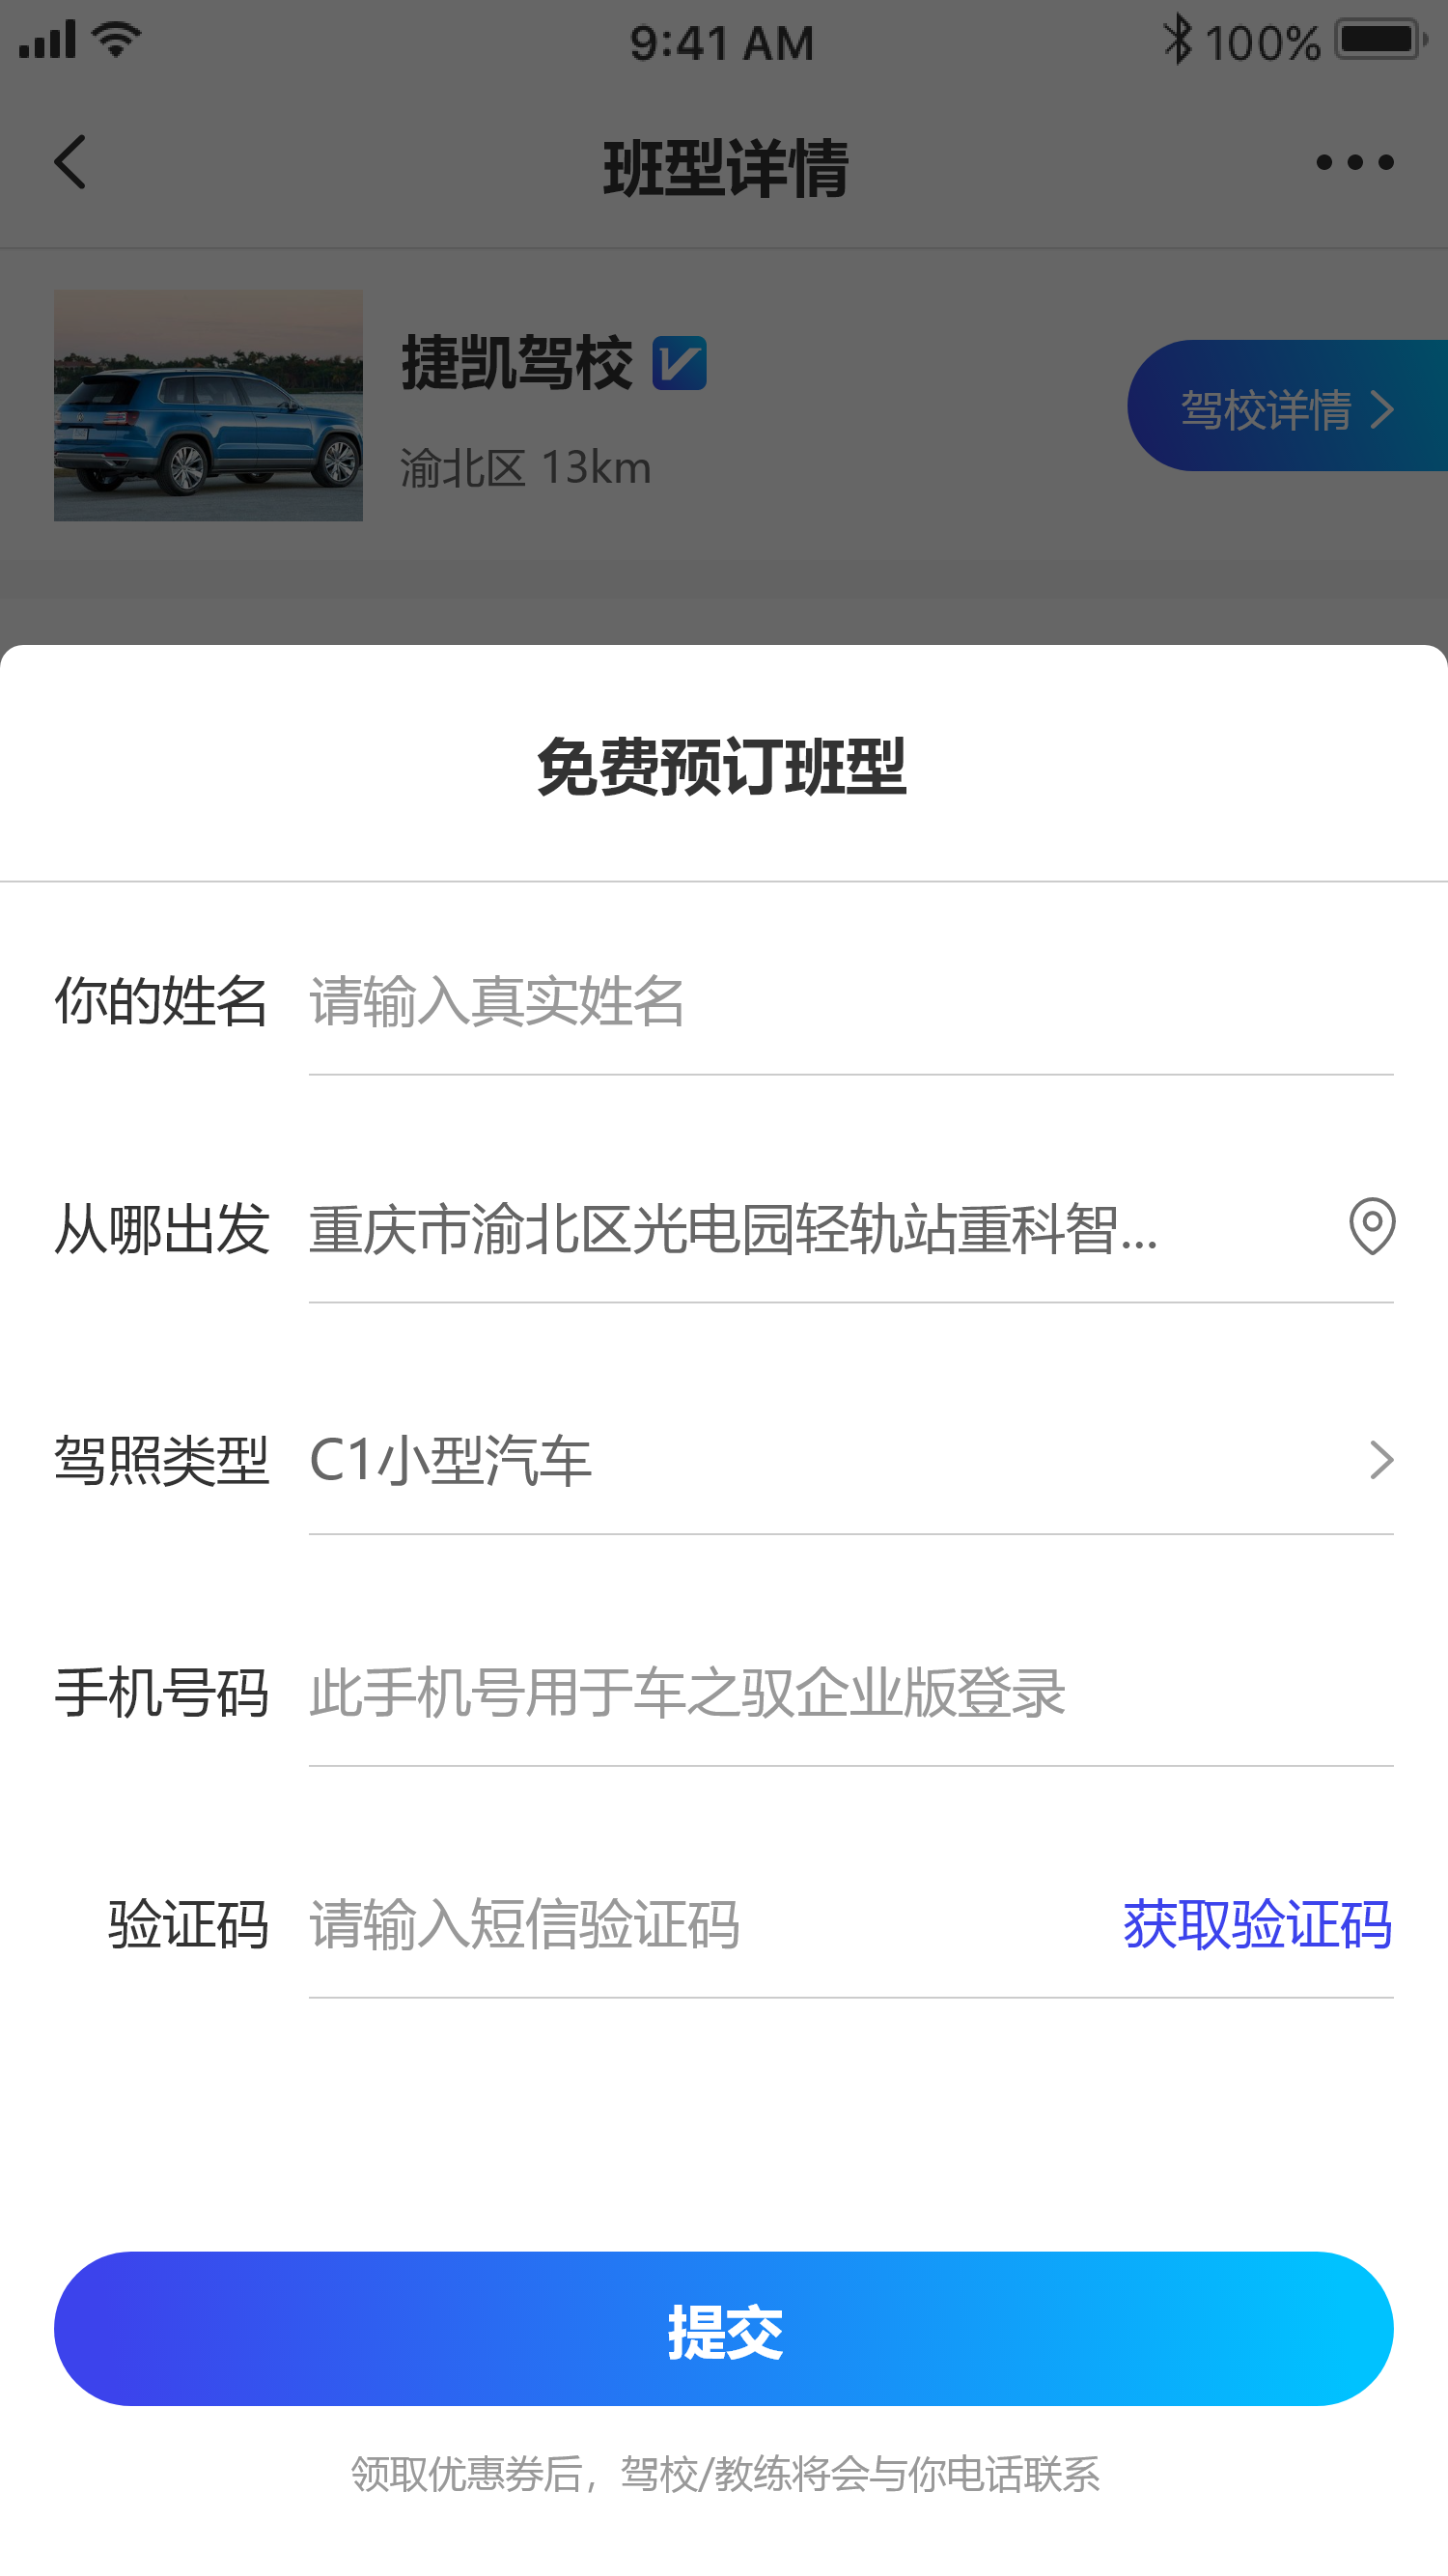 9:41 AM
100%
班型详情
捷凯驾校
渝北区 13km
驾校详情
免费预订班型
你的姓名 请输入真实姓名
从哪出发 重庆市渝北区光电园轻轨站重科智...
驾照类型 C1小型汽车
手机号码 此手机号用于车之驭企业版登录
验证码 请输入短信验证码 获取验证码
提交
领取优惠券后，驾校/教练将会与你电话联系